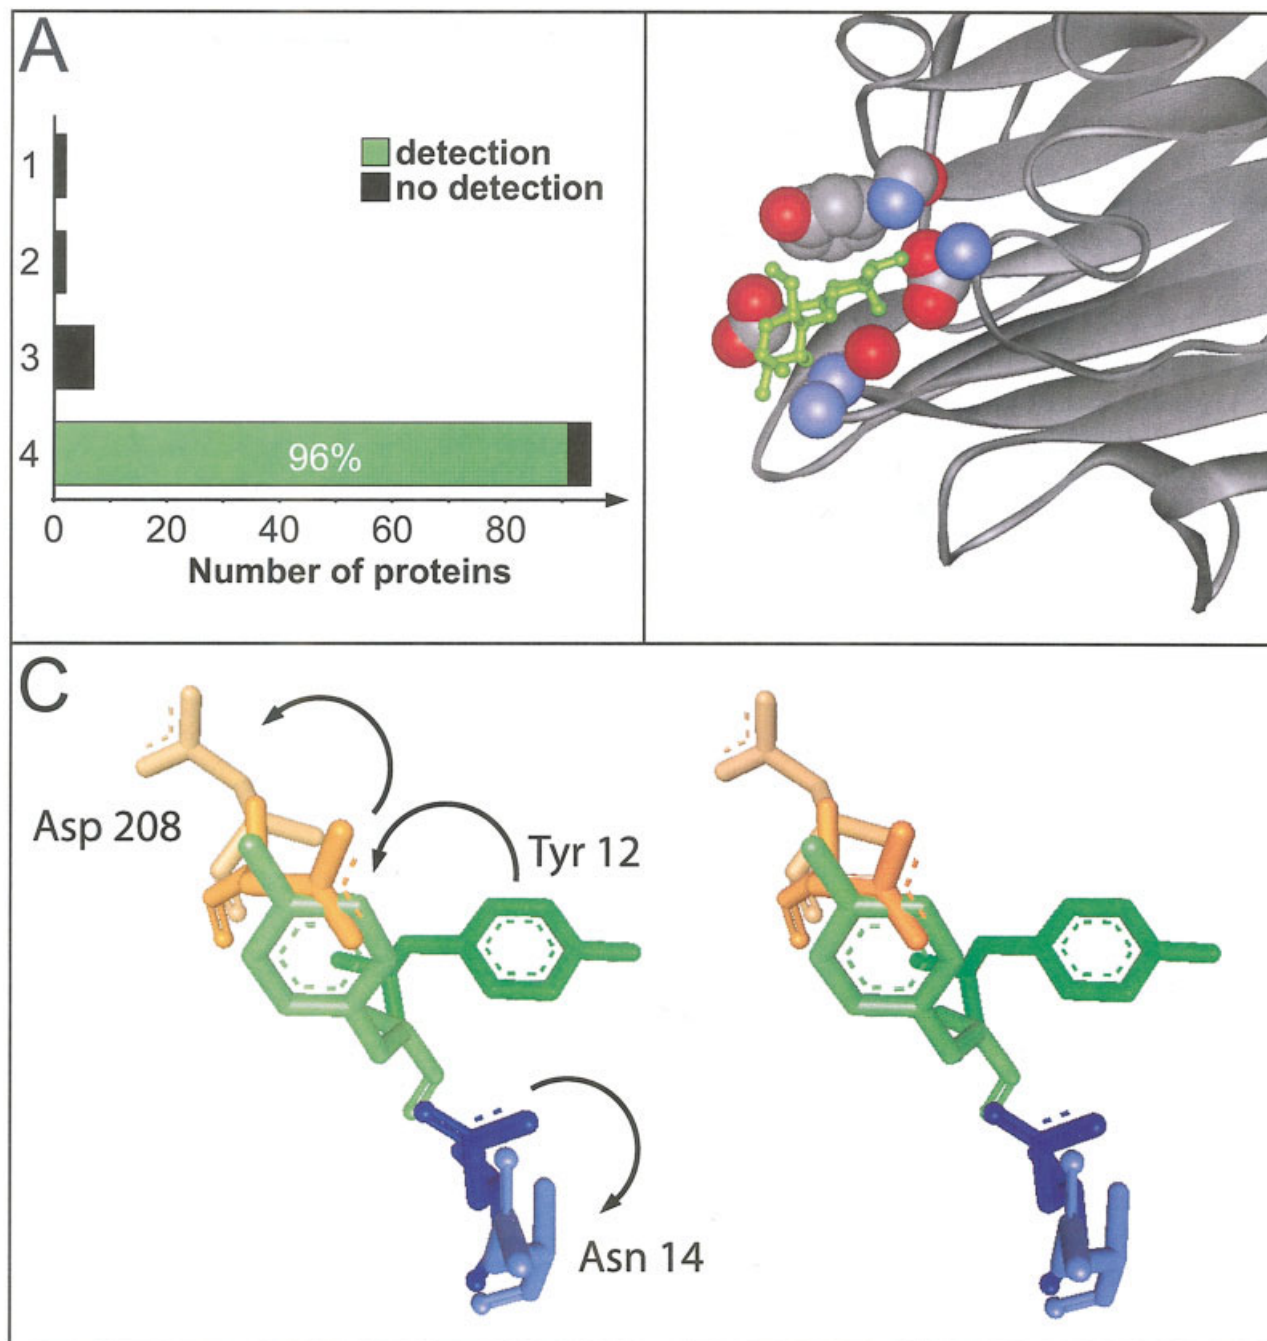 A
detection
no detection
1
2
3
4
96%
0 20 40 60 80
Number of proteins
C
Asp 208
Tyr 12
Asn 14